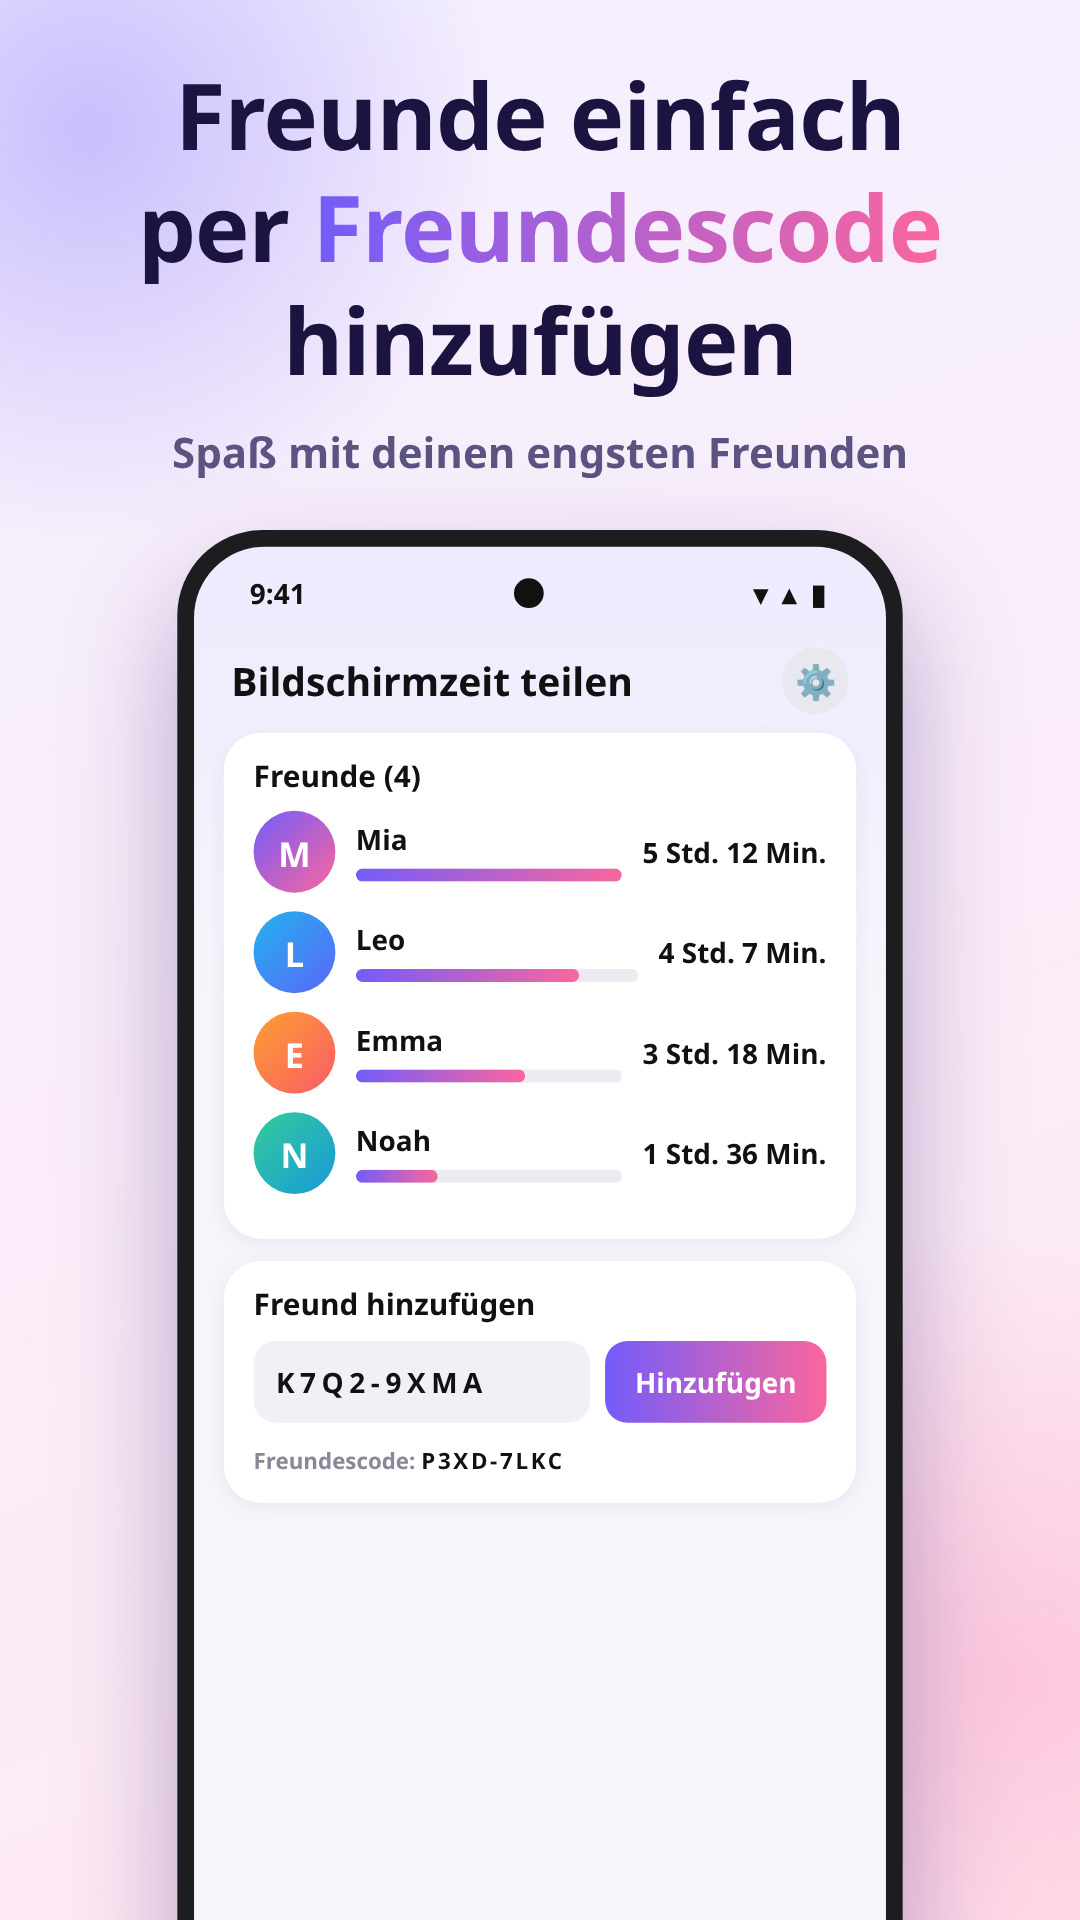 Freunde einfach
per Freundescode
hinzufügen
Spaß mit deinen engsten Freunden
9:41
Bildschirmzeit teilen
Freunde (4)
M
Mia
5 Std. 12 Min.
L
Leo
4 Std. 7 Min.
E
Emma
3 Std. 18 Min.
N
Noah
1 Std. 36 Min.
Freund hinzufügen
K7Q2-9XMA
Hinzufügen
Freundescode: P3XD-7LKC